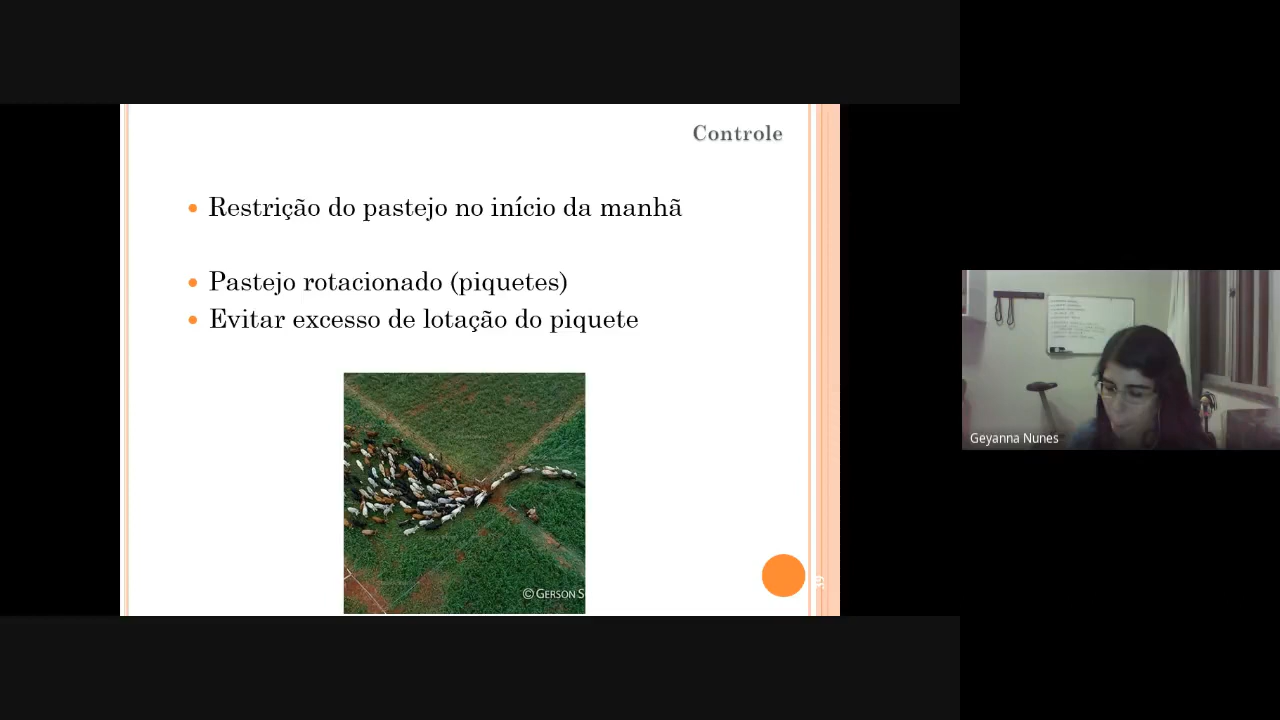 Controle
Restrição do pastejo no início da manhã
Pastejo rotacionado (piquetes)
Evitar excesso de lotação do piquete
© GERSON S
Geyanna Nunes